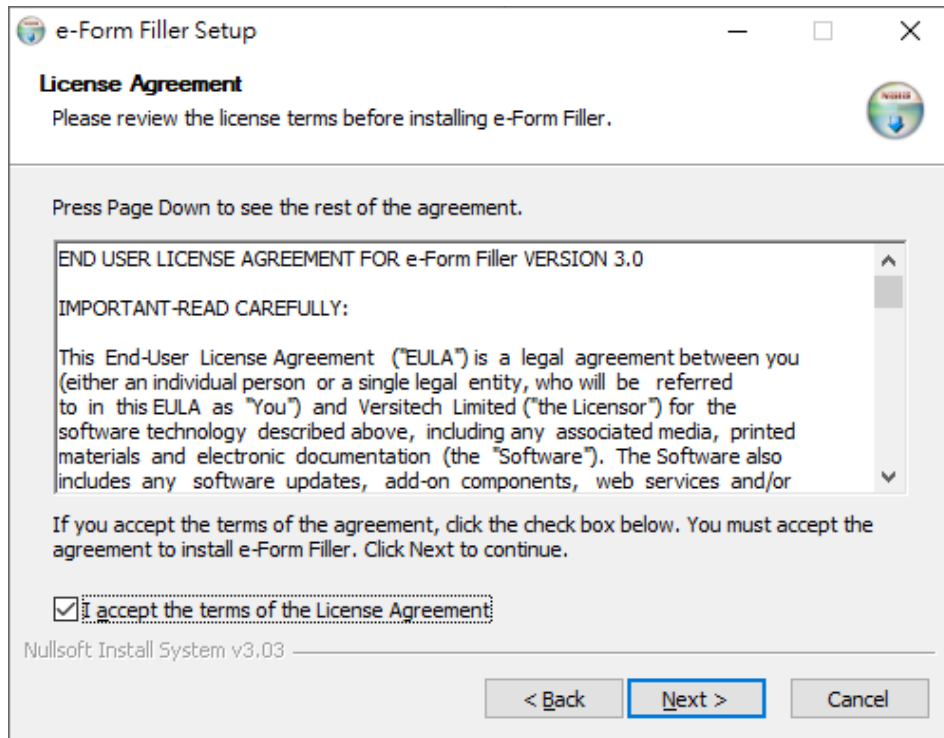 e-Form Filler Setup
License Agreement
Please review the license terms before installing e-Form Filler.
Press Page Down to see the rest of the agreement.
END USER LICENSE AGREEMENT FOR e-Form Filler VERSION 3.0
IMPORTANT-READ CAREFULLY:
This End-User License Agreement ("EULA") is a legal agreement between you
(either an individual person or a single legal entity, who will be referred
to in this EULA as "You") and Versitech Limited ("the Licensor") for the
software technology described above, including any associated media, printed
materials and electronic documentation (the "Software"). The Software also
includes any software updates, add-on components, web services and/or
If you accept the terms of the agreement, click the check box below. You must accept the
agreement to install e-Form Filler. Click Next to continue.
I accept the terms of the License Agreement
Nullsoft Install System v3.03
< Back
Next >
Cancel